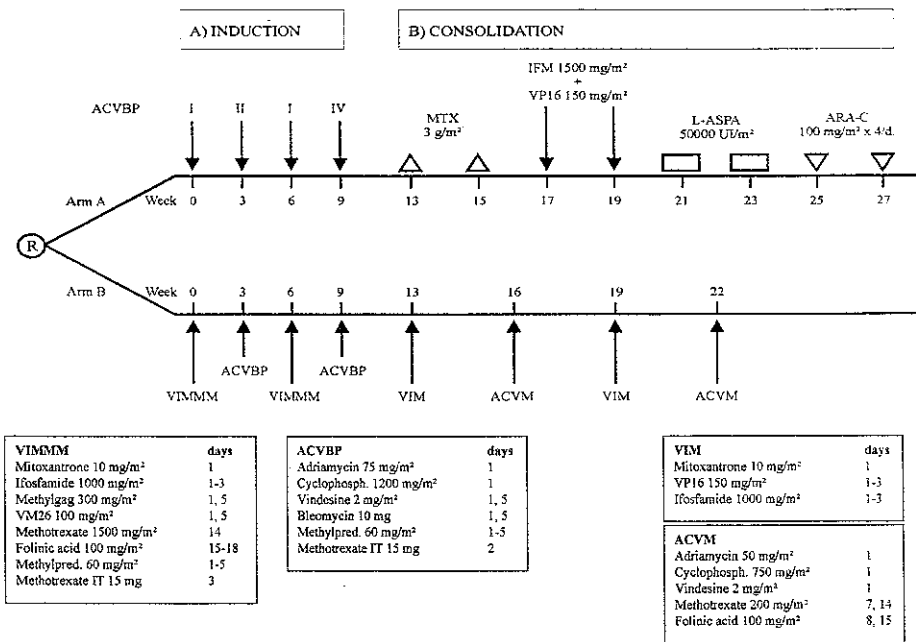 A) INDUCTION
B) CONSOLIDATION
ACVBP
I II I IV
MTX
3 g/m²
IFM 1500 mg/m²
+
VP16 150 mg/m²
L-ASPA
50000 UI/m²
ARA-C
100 mg/m² x 4/d.
Arm A
Week 0 3 6 9 13 15 17 19 21 23 25 27
R
Arm B
Week 0 3 6 9 13 16 19 22
ACVBP ACVBP
VIMMM VIMMM VIM ACVM VIM ACVM
VIMMM days
Mitoxantrone 10 mg/m² 1
Ifosfamide 1000 mg/m² 1-3
Methylgag 300 mg/m² 1, 5
VM26 100 mg/m² 1, 5
Methotrexate 1500 mg/m² 14
Folinic acid 100 mg/m² 15-18
Methylpred. 60 mg/m² 1-5
Methotrexate IT 15 mg 3
ACVBP days
Adriamycin 75 mg/m² 1
Cyclophosph. 1200 mg/m² 1
Vindesine 2 mg/m² 1, 5
Bleomycin 10 mg 1, 5
Methylpred. 60 mg/m² 1-5
Methotrexate IT 15 mg 2
VIM days
Mitoxantrone 10 mg/m² 1
VP16 150 mg/m² 1-3
Ifosfamide 1000 mg/m² 1-3
ACVM
Adriamycin 50 mg/m² 1
Cyclophosph. 750 mg/m² 1
Vindesine 2 mg/m² 1
Methotrexate 200 mg/m² 7, 14
Folinic acid 100 mg/m² 8, 15